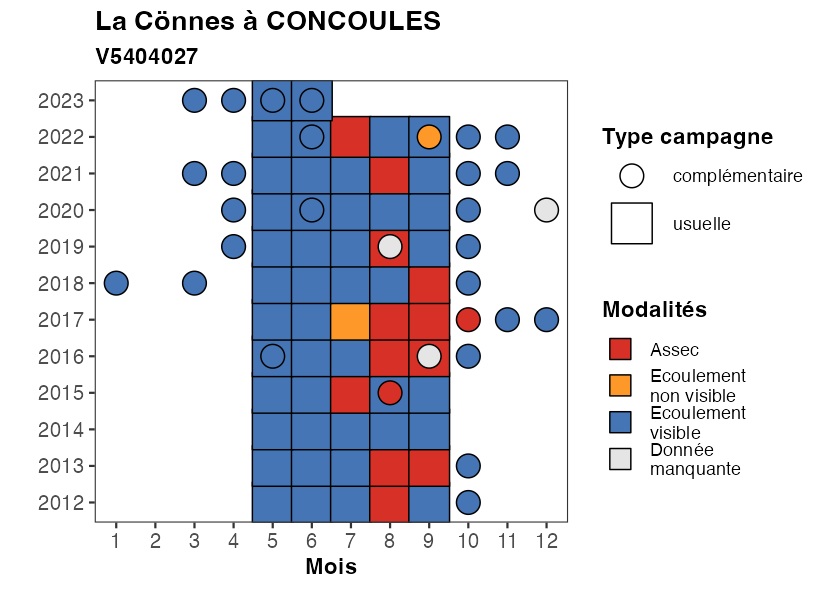 La Cönnes à CONCOULES
V5404027
2023
2022
2021
2020
2019
2018
2017
2016
2015
2014
2013
2012
1 2 3 4 5 6 7 8 9 10 11 12
Mois
Type campagne
complémentaire
usuelle
Modalités
Assec
Ecoulement
non visible
Ecoulement
visible
Donnée
manquante